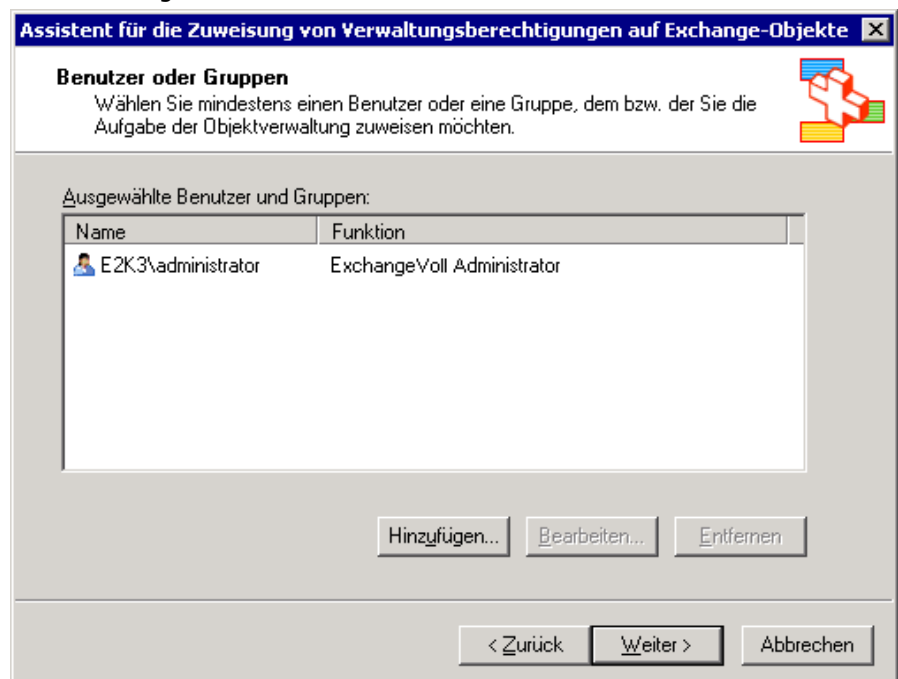 Assistent für die Zuweisung von Verwaltungsberechtigungen auf Exchange-Objekte
Benutzer oder Gruppen
Wählen Sie mindestens einen Benutzer oder eine Gruppe, dem bzw. der Sie die
Aufgabe der Objektverwaltung zuweisen möchten.
Ausgewählte Benutzer und Gruppen:
Name Funktion
E2K3\administrator ExchangeVoll Administrator
Hinzufügen... Bearbeiten... Entfernen
< Zurück Weiter > Abbrechen